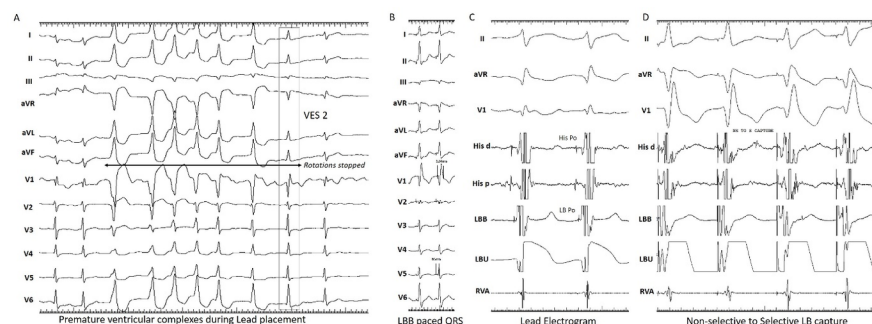 A
B
C
D
I
II
III
aVR
aVL
aVF
V1
V2
V3
V4
V5
V6
VES 2
Rotations stopped
Premature ventricular complexes during Lead placement
I
II
III
aVR
aVL
aVF
V1
V2
V3
V4
V5
V6
LBB paced QRS
II
aVR
V1
His d
His p
LBB
LBU
RVA
His Po
LB Po
Lead Electrogram
II
aVR
V1
His d
His p
LBB
LBU
RVA
NS TO S CAPTURE
Non-selective to Selective LB capture